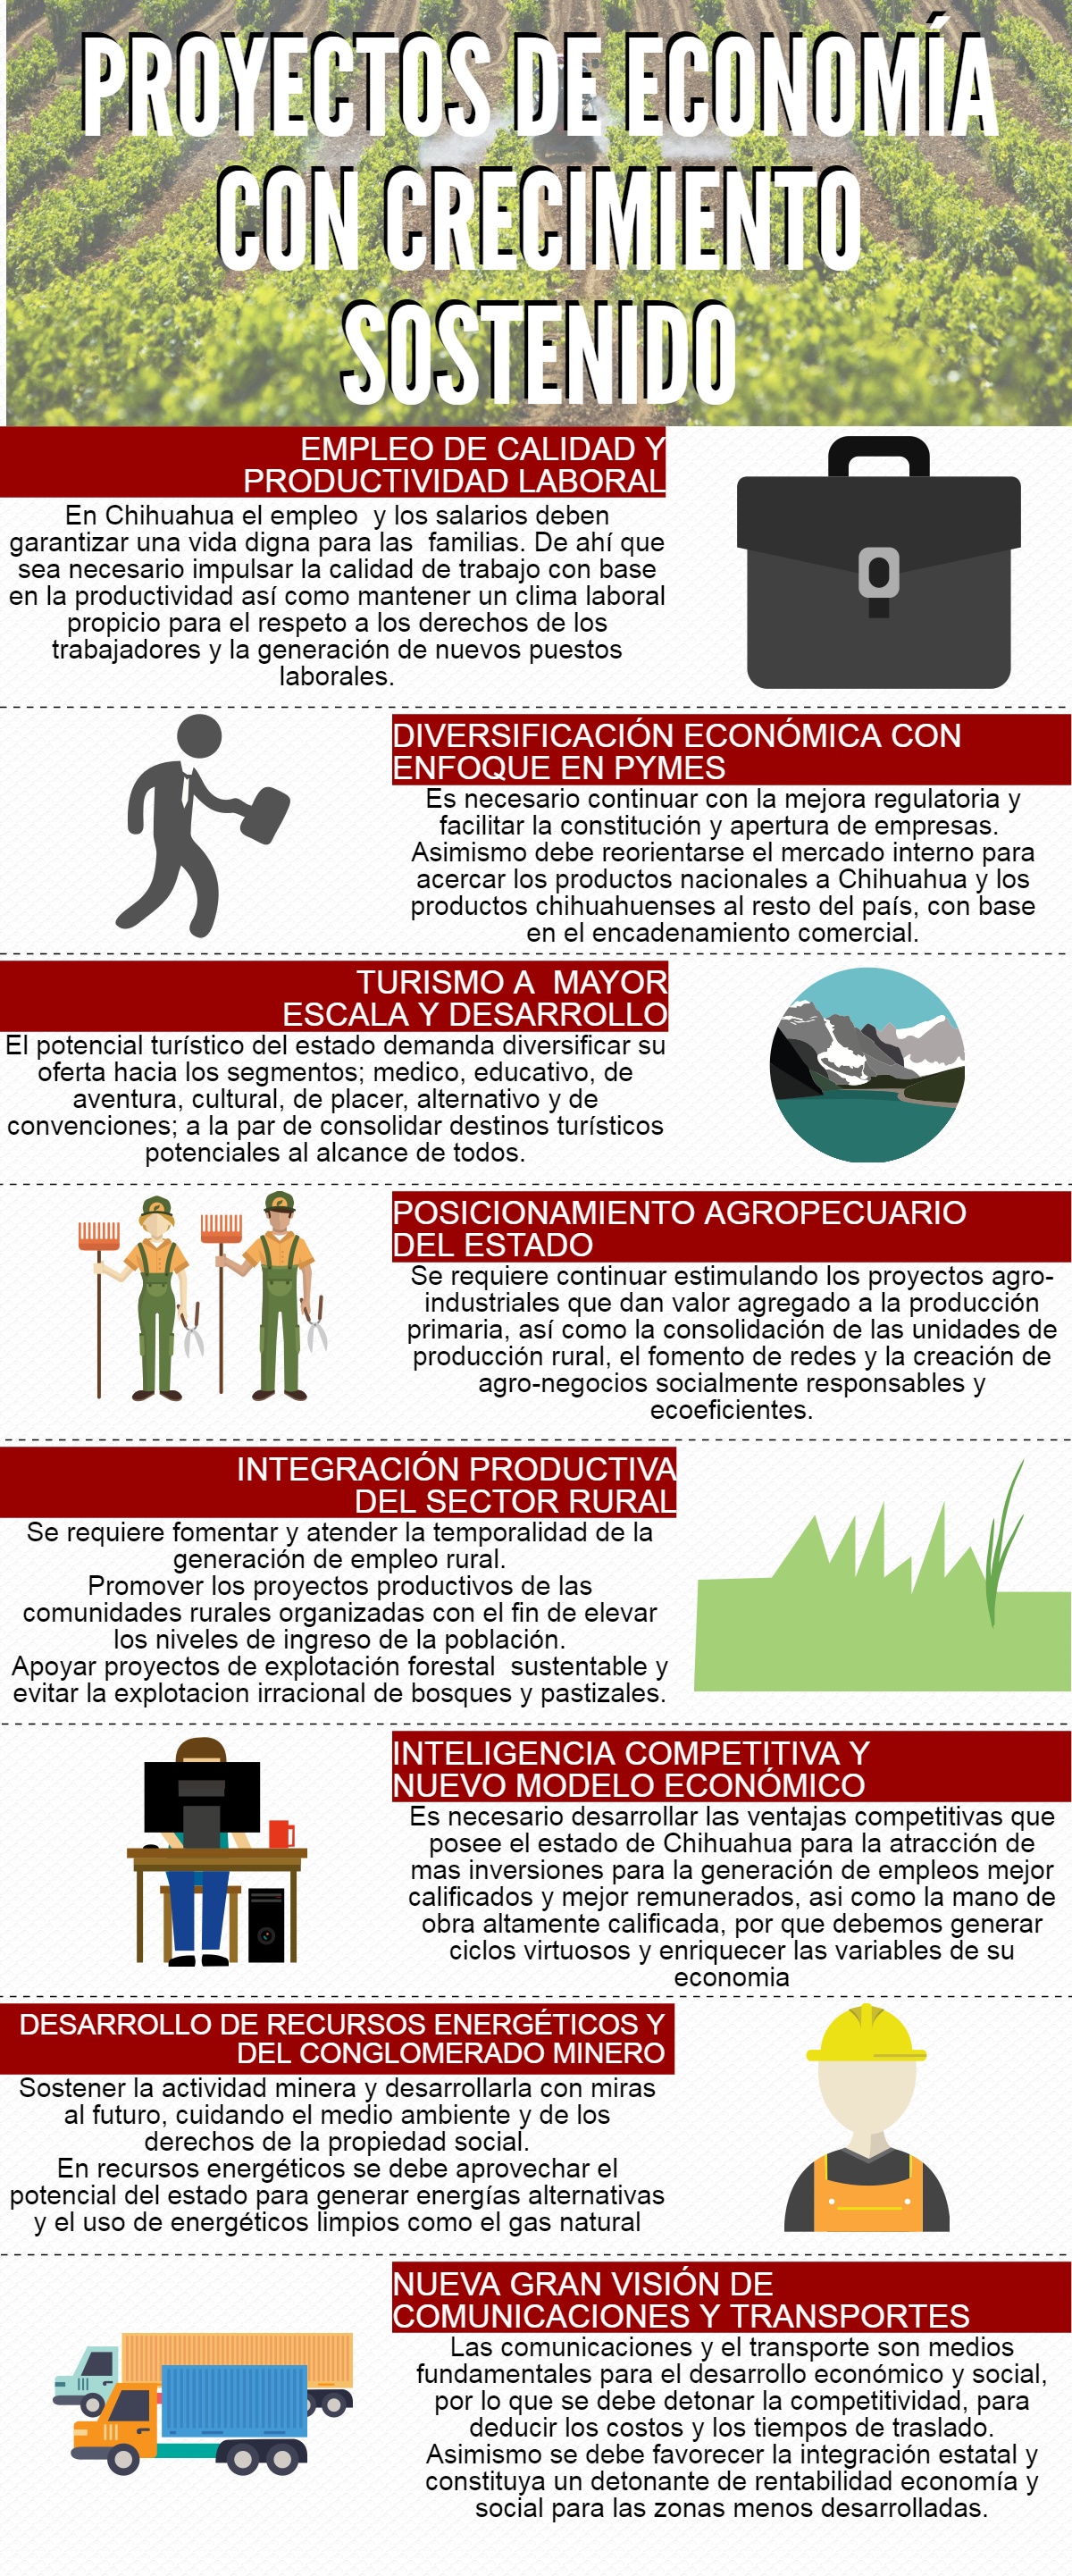 PROYECTOS DE ECONOMÍA
CON CRECIMIENTO
SOSTENIDO
EMPLEO DE CALIDAD Y
PRODUCTIVIDAD LABORAL
En Chihuahua el empleo y los salarios deben
garantizar una vida digna para las familias. De ahí que
sea necesario impulsar la calidad de trabajo con base
en la productividad así como mantener un clima laboral
propicio para el respeto a los derechos de los
trabajadores y la generación de nuevos puestos
laborales.
DIVERSIFICACIÓN ECONÓMICA CON
ENFOQUE EN PYMES
Es necesario continuar con la mejora regulatoria y
facilitar la constitución y apertura de empresas.
Asimismo debe reorientarse el mercado interno para
acercar los productos nacionales a Chihuahua y los
productos chihuahuenses al resto del país, con base
en el encadenamiento comercial.
TURISMO A MAYOR
ESCALA Y DESARROLLO
El potencial turístico del estado demanda diversificar su
oferta hacia los segmentos; medico, educativo, de
aventura, cultural, de placer, alternativo y de
convenciones; a la par de consolidar destinos turísticos
potenciales al alcance de todos.
POSICIONAMIENTO AGROPECUARIO
DEL ESTADO
Se requiere continuar estimulando los proyectos agro-
industriales que dan valor agregado a la producción
primaria, así como la consolidación de las unidades de
producción rural, el fomento de redes y la creación de
agro-negocios socialmente responsables y
ecoeficientes.
INTEGRACIÓN PRODUCTIVA
DEL SECTOR RURAL
Se requiere fomentar y atender la temporalidad de la
generación de empleo rural.
Promover los proyectos productivos de las
comunidades rurales organizadas con el fin de elevar
los niveles de ingreso de la población.
Apoyar proyectos de explotación forestal sustentable y
evitar la explotacion irracional de bosques y pastizales.
INTELIGENCIA COMPETITIVA Y
NUEVO MODELO ECONÓMICO
Es necesario desarrollar las ventajas competitivas que
posee el estado de Chihuahua para la atracción de
mas inversiones para la generación de empleos mejor
calificados y mejor remunerados, asi como la mano de
obra altamente calificada, por que debemos generar
ciclos virtuosos y enriquecer las variables de su
economia
DESARROLLO DE RECURSOS ENERGÉTICOS Y
DEL CONGLOMERADO MINERO
Sostener la actividad minera y desarrollarla con miras
al futuro, cuidando el medio ambiente y de los
derechos de la propiedad social.
En recursos energéticos se debe aprovechar el
potencial del estado para generar energías alternativas
y el uso de energéticos limpios como el gas natural
NUEVA GRAN VISIÓN DE
COMUNICACIONES Y TRANSPORTES
Las comunicaciones y el transporte son medios
fundamentales para el desarrollo económico y social,
por lo que se debe detonar la competitividad, para
deducir los costos y los tiempos de traslado.
Asimismo se debe favorecer la integración estatal y
constituya un detonante de rentabilidad economía y
social para las zonas menos desarrolladas.